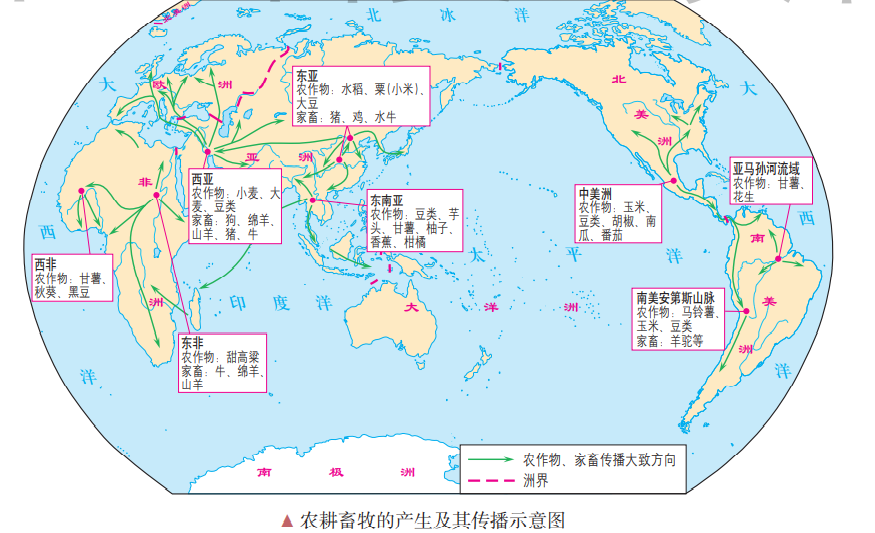 北 冰 洋
大
大
欧 洲
北 美 洲
亚 洲
非 洲
东亚
农作物：水稻、粟(小米)、
大豆
家畜：猪、鸡、水牛
西亚
农作物：小麦、大
麦、豆类
家畜：狗、绵羊、
山羊、猪、牛
东南亚
农作物：豆类、芋
头、甘薯、柚子、
香蕉、柑橘
中美洲
农作物：玉米、
豆类、胡椒、南
瓜、番茄
亚马孙河流域
农作物：甘薯、
花生
西
西
洋
洋
西非
农作物：甘薯、
秋葵、黑豆
太 平 洋
印 度 洋
大 洋 洲
南 美 洲
南美安第斯山脉
农作物：马铃薯、
玉米、豆类
家畜：羊驼等
东非
农作物：甜高粱
家畜：牛、绵羊、
山羊
南 极 洲
农作物、家畜传播大致方向
洲界
▲ 农耕畜牧的产生及其传播示意图